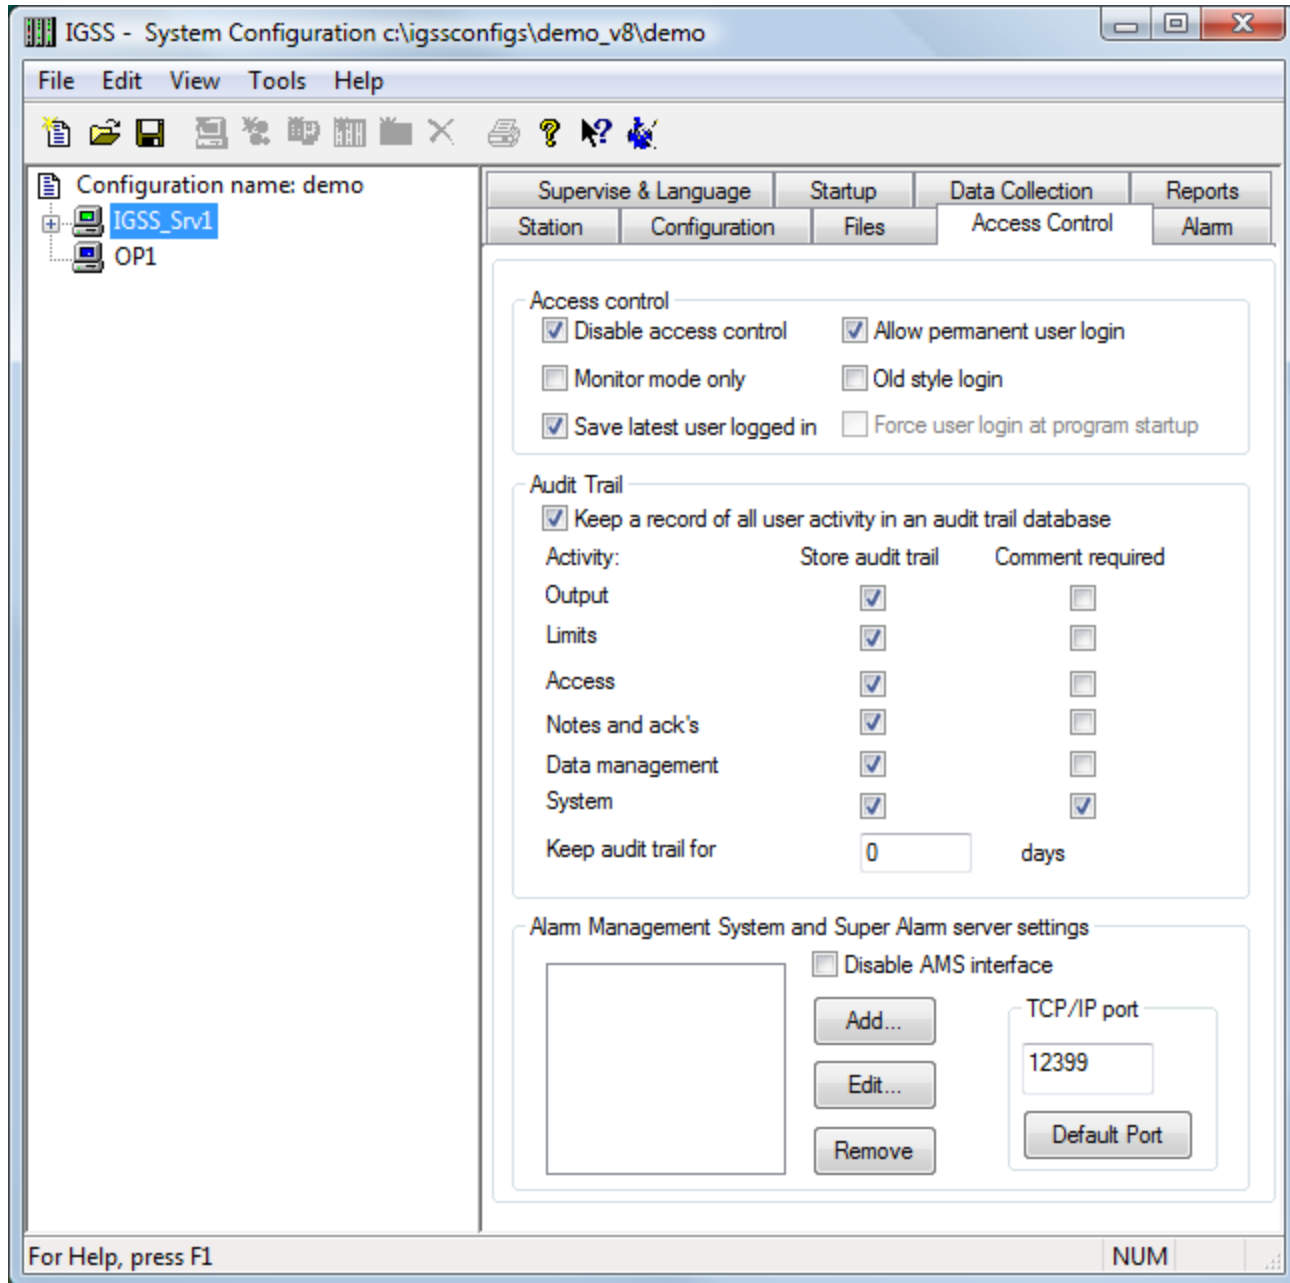 IGSS - System Configuration c:\igssconfigs\demo_v8\demo
File Edit View Tools Help
Configuration name: demo
IGSS_Srv1
OP1
Supervise & Language Startup Data Collection Reports
Station Configuration Files Access Control Alarm
Access control
Disable access control Allow permanent user login
Monitor mode only Old style login
Save latest user logged in Force user login at program startup
Audit Trail
Keep a record of all user activity in an audit trail database
Activity: Store audit trail Comment required
Output
Limits
Access
Notes and ack's
Data management
System
Keep audit trail for 0 days
Alarm Management System and Super Alarm server settings
Disable AMS interface
Add... TCP/IP port
12399
Edit...
Default Port
Remove
For Help, press F1 NUM